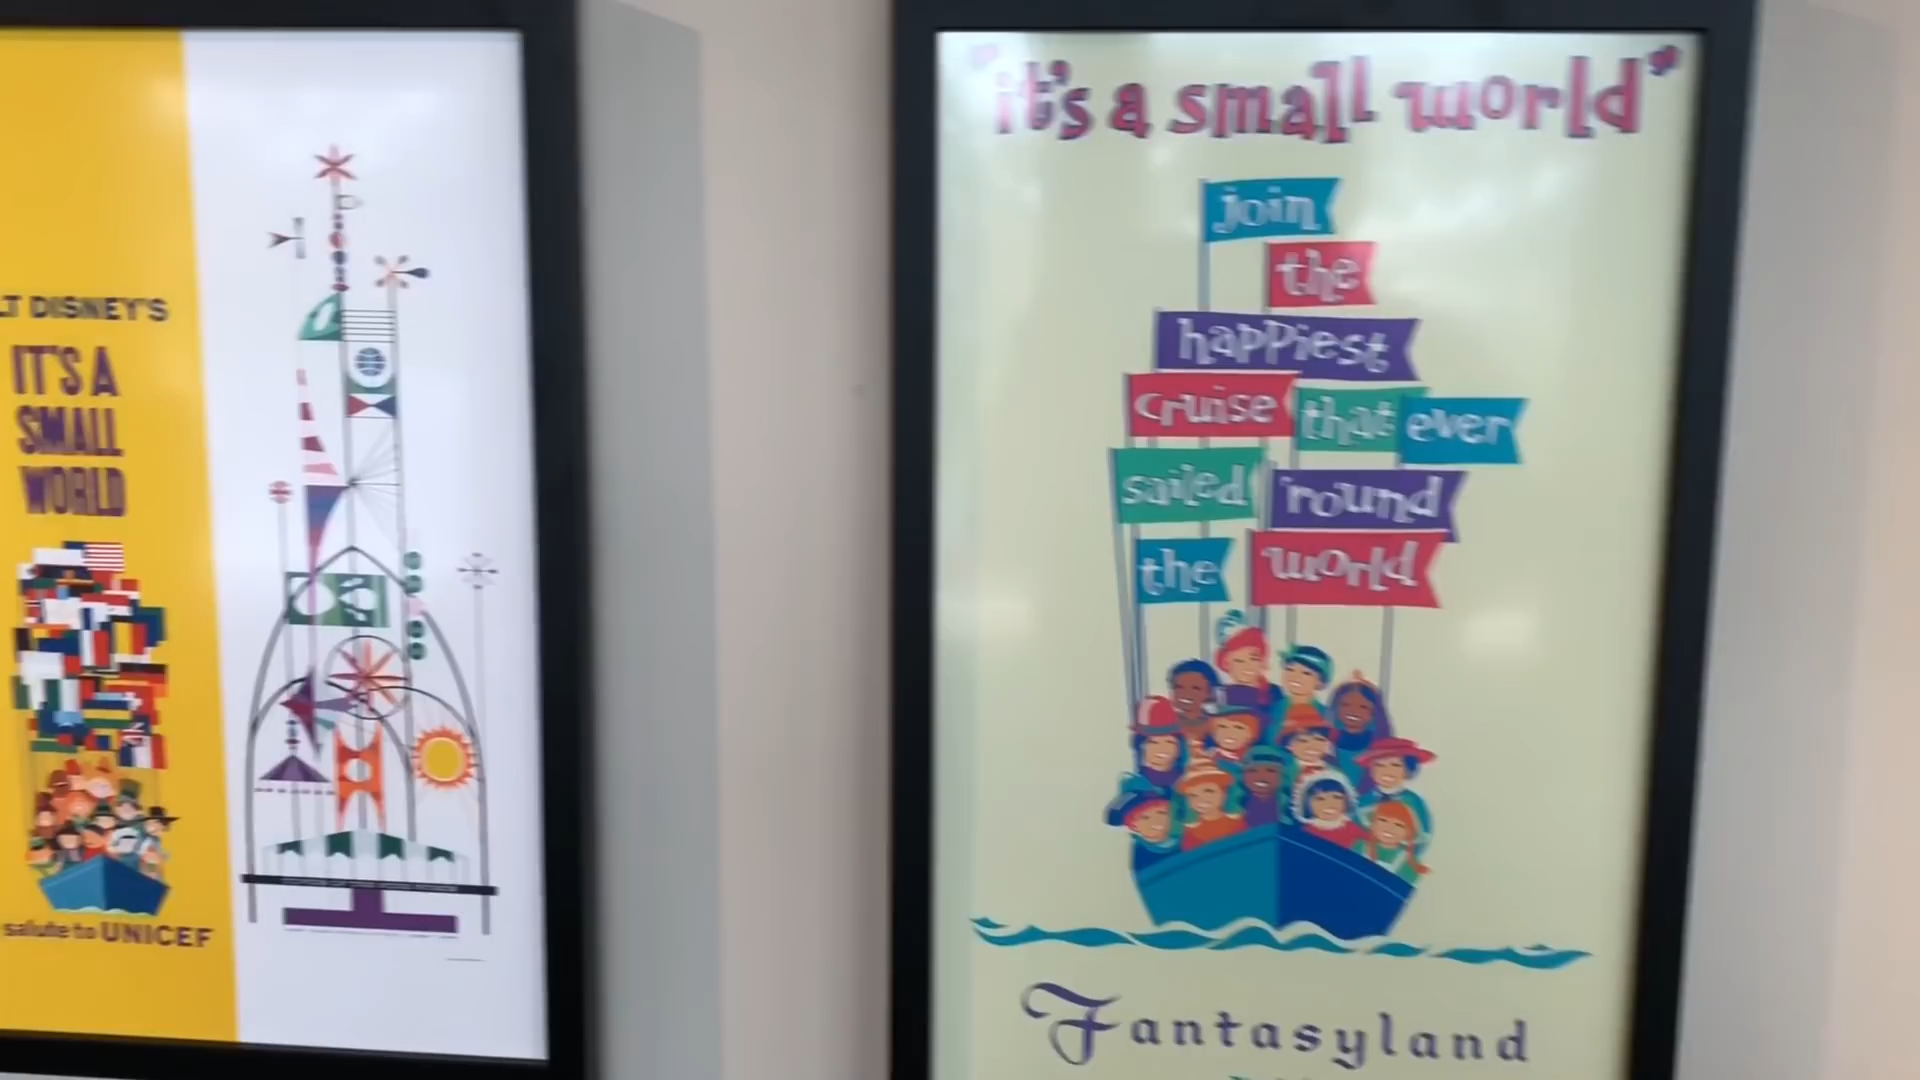 LT DISNEY'S
IT'S A
SMALL
WORLD
salute to UNICEF
"it's a small world"
join
the
happiest
cruise that ever
sailed 'round
the world
Fantasyland